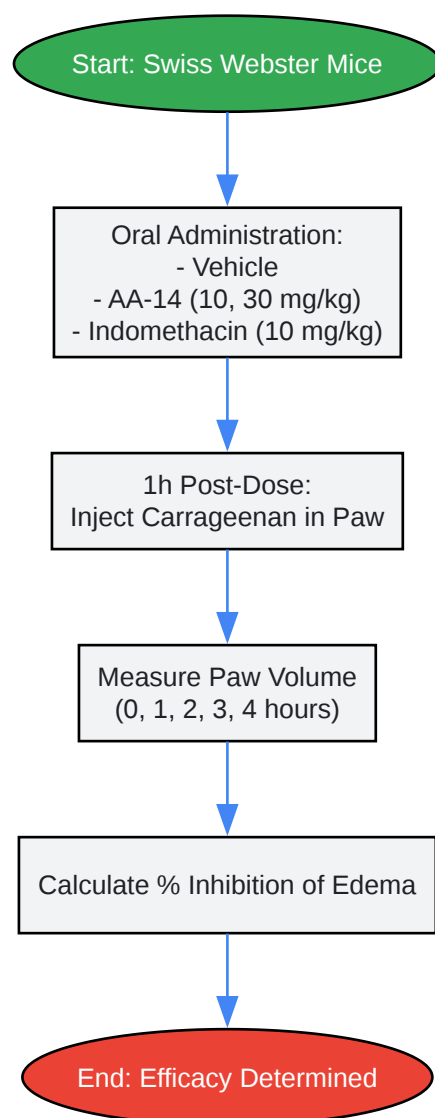 Start: Swiss Webster Mice
Oral Administration:
- Vehicle
- AA-14 (10, 30 mg/kg)
- Indomethacin (10 mg/kg)
1h Post-Dose:
Inject Carrageenan in Paw
Measure Paw Volume
(0, 1, 2, 3, 4 hours)
Calculate % Inhibition of Edema
End: Efficacy Determined